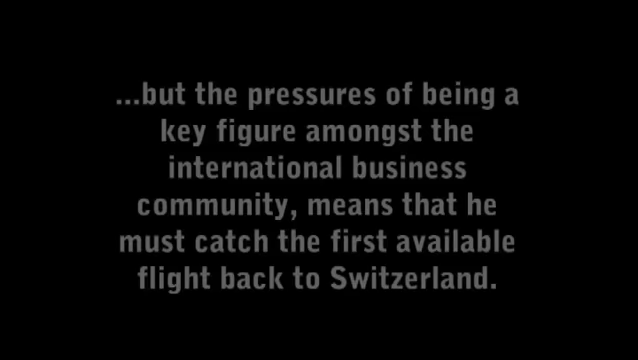 ...but the pressures of being a
key figure amongst the
international business
community, means that he
must catch the first available
flight back to Switzerland.